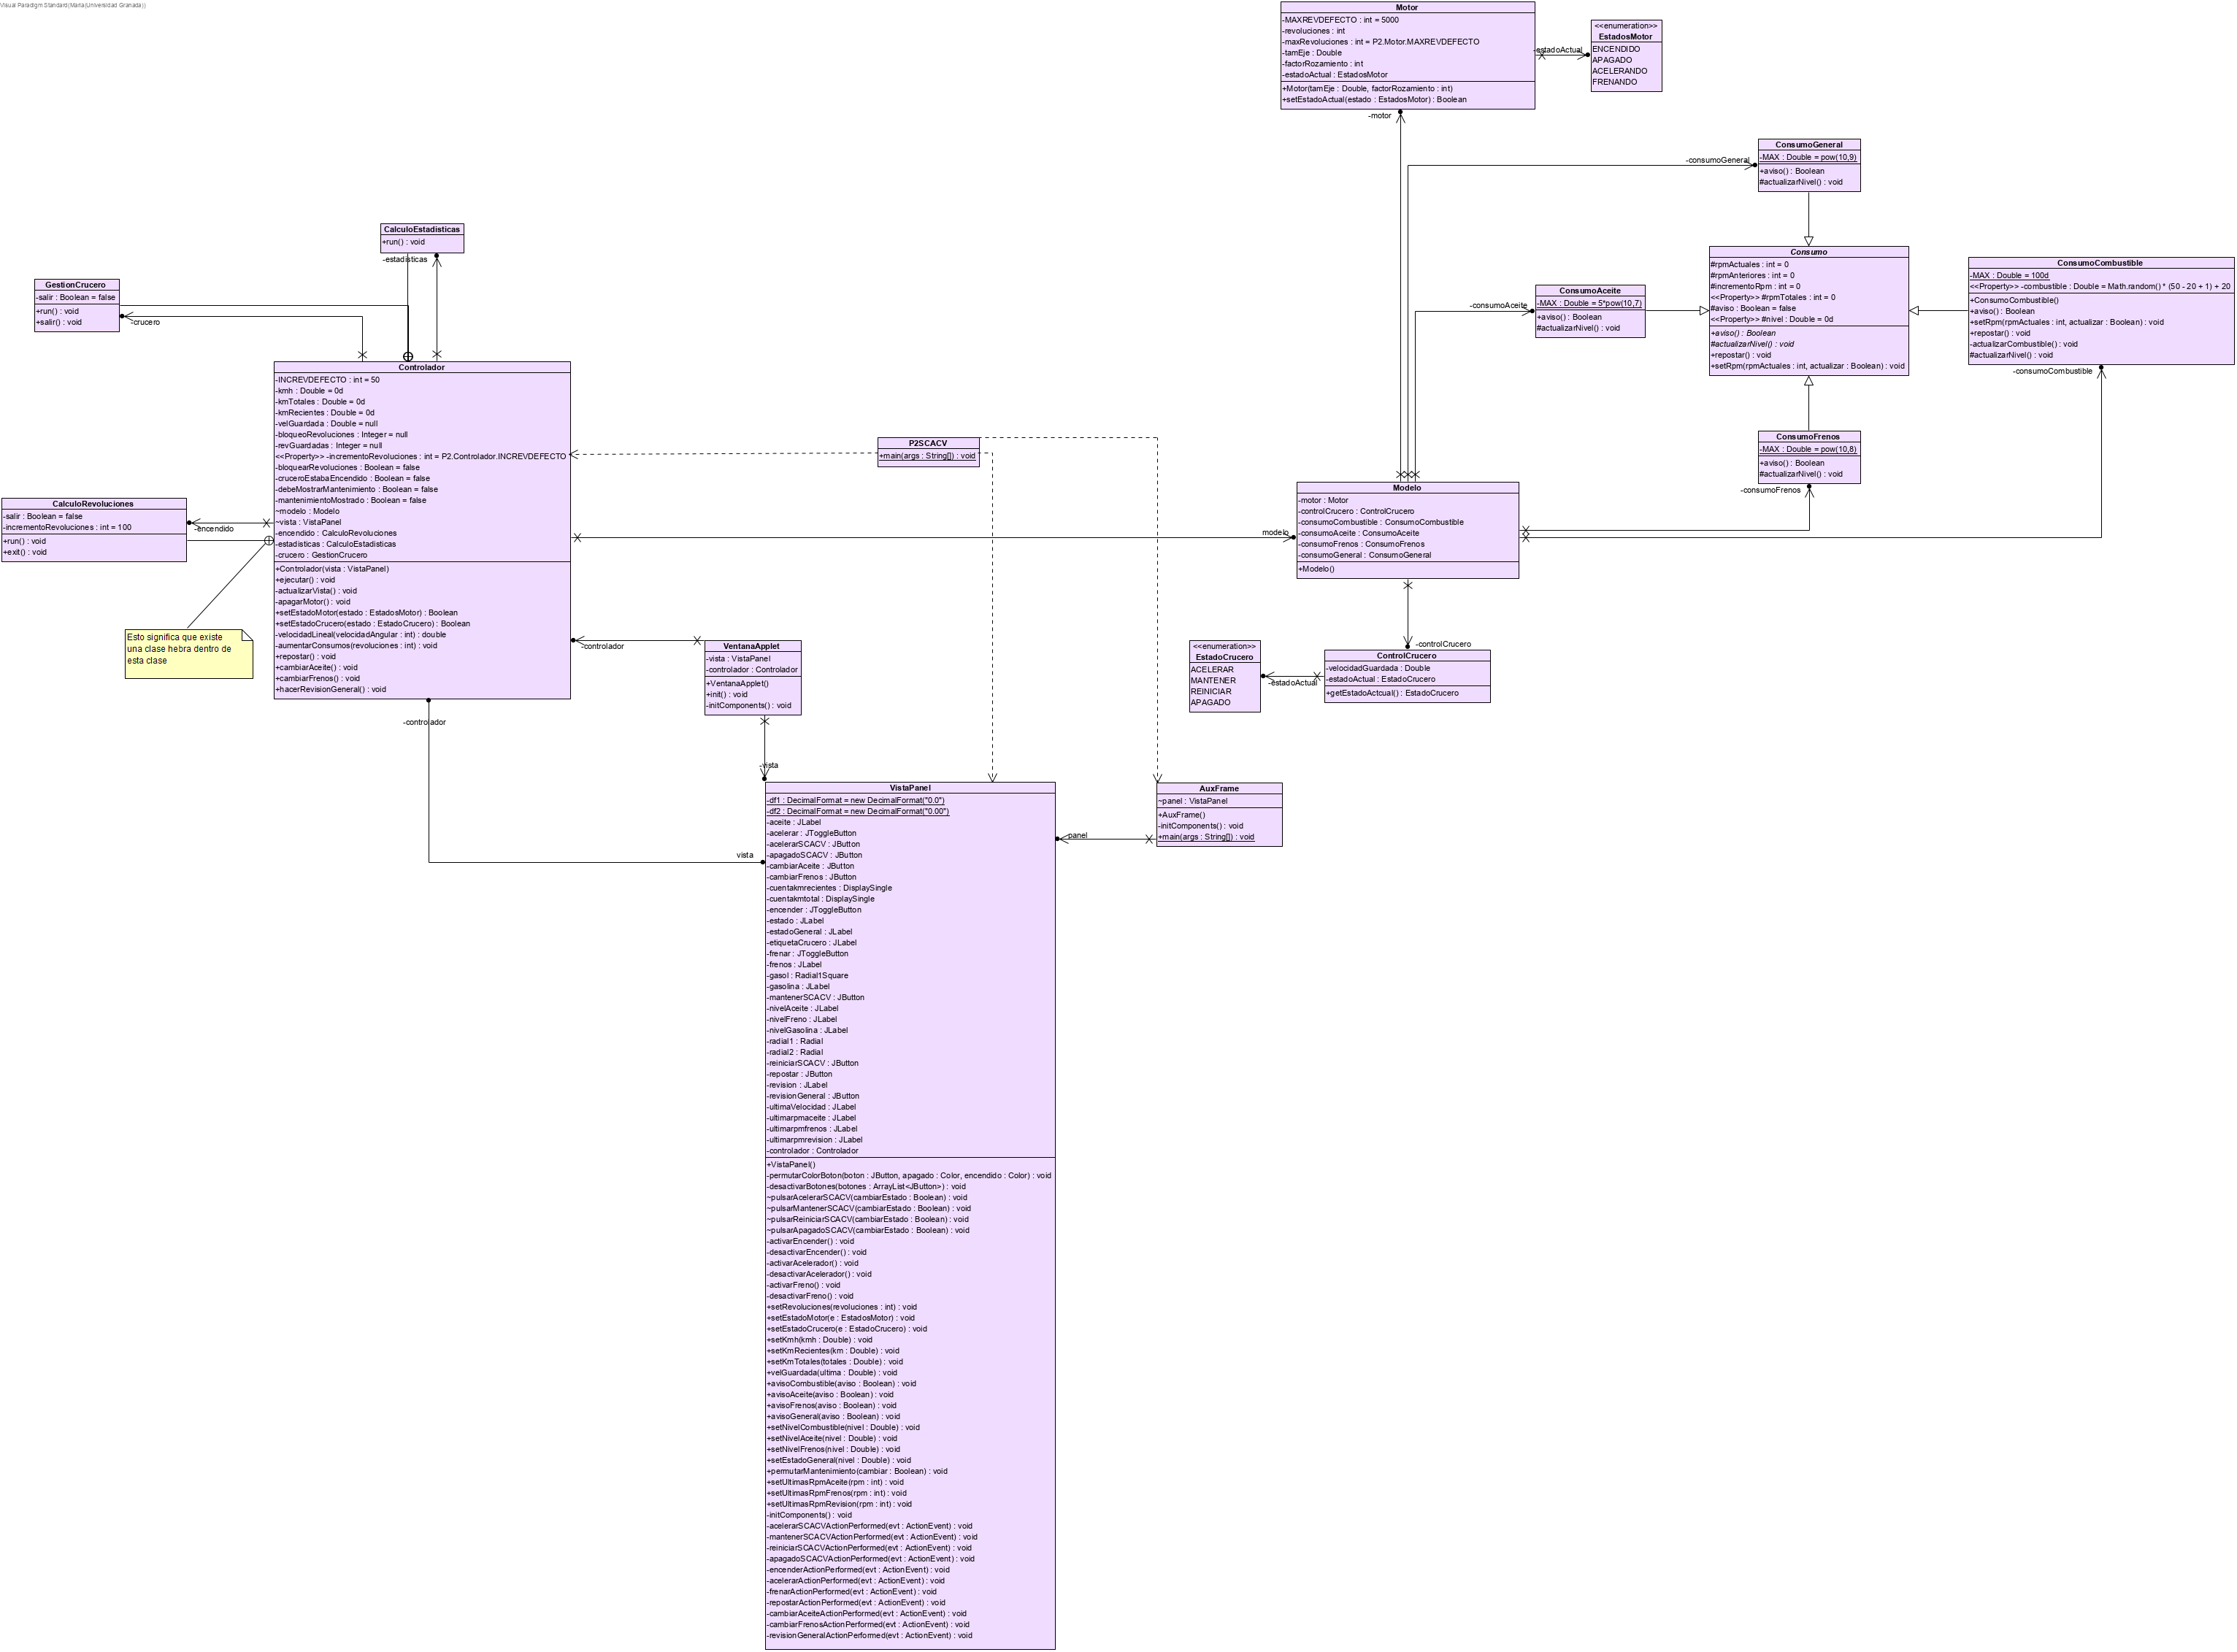 Visual Paradigm Standard(Maria(Universidad Granada))
Motor
-MAXREVDEFECTO : int = 5000
-revoluciones : int
-maxRevoluciones : int = P2.Motor.MAXREVDEFECTO
-tamEje : Double
-factorRozamiento : int
-estadoActual : EstadosMotor
+Motor(tamEje : Double, factorRozamiento : int)
+setEstadoActual(estado : EstadosMotor) : Boolean
-estadoActual
<<enumeration>>
EstadosMotor
ENCENDIDO
APAGADO
ACELERANDO
FRENANDO
-motor
-consumoGeneral
ConsumoGeneral
-MAX : Double = pow(10,9)
+aviso() : Boolean
#actualizarNivel() : void
CalculoEstadisticas
+run() : void
-estadisticas
GestionCrucero
-salir : Boolean = false
+run() : void
+salir() : void
-crucero
Consumo
#rpmActuales : int = 0
#rpmAnteriores : int = 0
#incrementoRpm : int = 0
<<Property>> #rpmTotales : int = 0
#aviso : Boolean = false
<<Property>> #nivel : Double = 0d
+aviso() : Boolean
#actualizarNivel() : void
+repostar() : void
+setRpm(rpmActuales : int, actualizar : Boolean) : void
ConsumoAceite
-MAX : Double = 5*pow(10,7)
+aviso() : Boolean
#actualizarNivel() : void
-consumoAceite
ConsumoCombustible
-MAX : Double = 100d
<<Property>> -combustible : Double = Math.random() * (50 - 20 + 1) + 20
+ConsumoCombustible()
+aviso() : Boolean
+setRpm(rpmActuales : int, actualizar : Boolean) : void
+repostar() : void
-actualizarCombustible() : void
#actualizarNivel() : void
-consumoCombustible
Controlador
-INCREVDEFECTO : int = 50
-kmh : Double = 0d
-kmTotales : Double = 0d
-kmRecientes : Double = 0d
-velGuardada : Double = null
-bloqueoRevoluciones : Integer = null
-revGuardadas : Integer = null
<<Property>> -incrementoRevoluciones : int = P2.Controlador.INCREVDEFECTO
-bloquearRevoluciones : Boolean = false
-cruceroEstabaEncendido : Boolean = false
-debeMostrarMantenimiento : Boolean = false
-mantenimientoMostrado : Boolean = false
~modelo : Modelo
~vista : VistaPanel
-encendido : CalculoRevoluciones
-estadisticas : CalculoEstadisticas
-crucero : GestionCrucero
+Controlador(vista : VistaPanel)
+ejecutar() : void
-actualizarVista() : void
-apagarMotor() : void
+setEstadoMotor(estado : EstadosMotor) : Boolean
+setEstadoCrucero(estado : EstadoCrucero) : Boolean
-velocidadLineal(velocidadAngular : int) : double
-aumentarConsumos(revoluciones : int) : void
+repostar() : void
+cambiarAceite() : void
+cambiarFrenos() : void
+hacerRevisionGeneral() : void
P2SCACV
+main(args : String[]) : void
ConsumoFrenos
-MAX : Double = pow(10,8)
+aviso() : Boolean
#actualizarNivel() : void
-consumoFrenos
CalculoRevoluciones
-salir : Boolean = false
-incrementoRevoluciones : int = 100
+run() : void
+exit() : void
-encendido
Modelo
-motor : Motor
-controlCrucero : ControlCrucero
-consumoCombustible : ConsumoCombustible
-consumoAceite : ConsumoAceite
-consumoFrenos : ConsumoFrenos
-consumoGeneral : ConsumoGeneral
+Modelo()
modelo
Esto significa que existe
una clase hebra dentro de
esta clase
-controlador
VentanaApplet
-vista : VistaPanel
-controlador : Controlador
+VentanaApplet()
+init() : void
-initComponents() : void
<<enumeration>>
EstadoCrucero
ACELERAR
MANTENER
REINICIAR
APAGADO
-estadoActual
-controlCrucero
ControlCrucero
-velocidadGuardada : Double
-estadoActual : EstadoCrucero
+getEstadoActcual() : EstadoCrucero
-controlador
-vista
vista
VistaPanel
-df1 : DecimalFormat = new DecimalFormat("0.0")
-df2 : DecimalFormat = new DecimalFormat("0.00")
-aceite : JLabel
-acelerar : JToggleButton
-acelerarSCACV : JButton
-apagadoSCACV : JButton
-cambiarAceite : JButton
-cambiarFrenos : JButton
-cuentakmrecientes : DisplaySingle
-cuentakmtotal : DisplaySingle
-encender : JToggleButton
-estado : JLabel
-estadoGeneral : JLabel
-etiquetaCrucero : JLabel
-frenar : JToggleButton
-frenos : JLabel
-gasol : Radial1Square
-gasolina : JLabel
-mantenerSCACV : JButton
-nivelAceite : JLabel
-nivelFreno : JLabel
-nivelGasolina : JLabel
-radial1 : Radial
-radial2 : Radial
-reiniciarSCACV : JButton
-repostar : JButton
-revision : JLabel
-revisionGeneral : JButton
-ultimaVelocidad : JLabel
-ultimarpmaceite : JLabel
-ultimarpmfrenos : JLabel
-ultimarpmrevision : JLabel
-controlador : Controlador
+VistaPanel()
-permutarColorBoton(boton : JButton, apagado : Color, encendido : Color) : void
-desactivarBotones(botones : ArrayList<JButton>) : void
~pulsarAcelerarSCACV(cambiarEstado : Boolean) : void
~pulsarMantenerSCACV(cambiarEstado : Boolean) : void
~pulsarReiniciarSCACV(cambiarEstado : Boolean) : void
~pulsarApagadoSCACV(cambiarEstado : Boolean) : void
-activarEncender() : void
-desactivarEncender() : void
-activarAcelerador() : void
-desactivarAcelerador() : void
-activarFreno() : void
-desactivarFreno() : void
+setRevoluciones(revoluciones : int) : void
+setEstadoMotor(e : EstadosMotor) : void
+setEstadoCrucero(e : EstadoCrucero) : void
+setKmh(kmh : Double) : void
+setKmRecientes(km : Double) : void
+setKmTotales(totales : Double) : void
+velGuardada(ultima : Double) : void
+avisoCombustible(aviso : Boolean) : void
+avisoAceite(aviso : Boolean) : void
+avisoFrenos(aviso : Boolean) : void
+avisoGeneral(aviso : Boolean) : void
+setNivelCombustible(nivel : Double) : void
+setNivelAceite(nivel : Double) : void
+setNivelFrenos(nivel : Double) : void
+setEstadoGeneral(nivel : Double) : void
+permutarMantenimiento(cambiar : Boolean) : void
+setUltimasRpmAceite(rpm : int) : void
+setUltimasRpmFrenos(rpm : int) : void
+setUltimasRpmRevision(rpm : int) : void
-initComponents() : void
-acelerarSCACVActionPerformed(evt : ActionEvent) : void
-mantenerSCACVActionPerformed(evt : ActionEvent) : void
-reiniciarSCACVActionPerformed(evt : ActionEvent) : void
-apagadoSCACVActionPerformed(evt : ActionEvent) : void
-encenderActionPerformed(evt : ActionEvent) : void
-acelerarActionPerformed(evt : ActionEvent) : void
-frenarActionPerformed(evt : ActionEvent) : void
-repostarActionPerformed(evt : ActionEvent) : void
-cambiarAceiteActionPerformed(evt : ActionEvent) : void
-cambiarFrenosActionPerformed(evt : ActionEvent) : void
-revisionGeneralActionPerformed(evt : ActionEvent) : void
panel
AuxFrame
~panel : VistaPanel
+AuxFrame()
-initComponents() : void
+main(args : String[]) : void